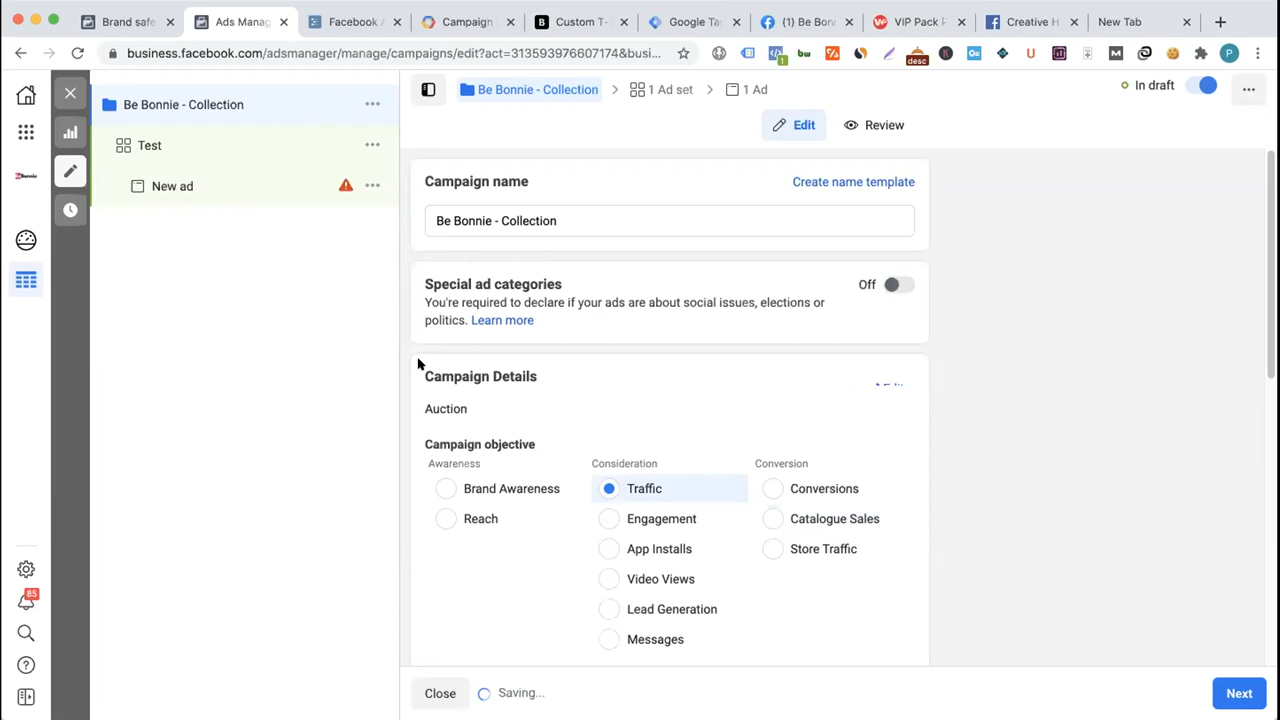 Brand safe
Ads Manag
Facebook A
Campaign
Custom T-S
Google Tag
(1) Be Bon
VIP Pack F
Creative H
New Tab
business.facebook.com/adsmanager/manage/campaigns/edit?act=313593976607174&busi...
desc
P
Be Bonnie - Collection
Test
New ad
85
Be Bonnie - Collection
1 Ad set
1 Ad
In draft
Edit
Review
Campaign name
Create name template
Be Bonnie - Collection
Special ad categories
Off
You're required to declare if your ads are about social issues, elections or
politics. Learn more
Campaign Details
Auction
Campaign objective
Awareness
Consideration
Conversion
Brand Awareness
Traffic
Conversions
Reach
Engagement
Catalogue Sales
App Installs
Store Traffic
Video Views
Lead Generation
Messages
Close
Saving...
Next